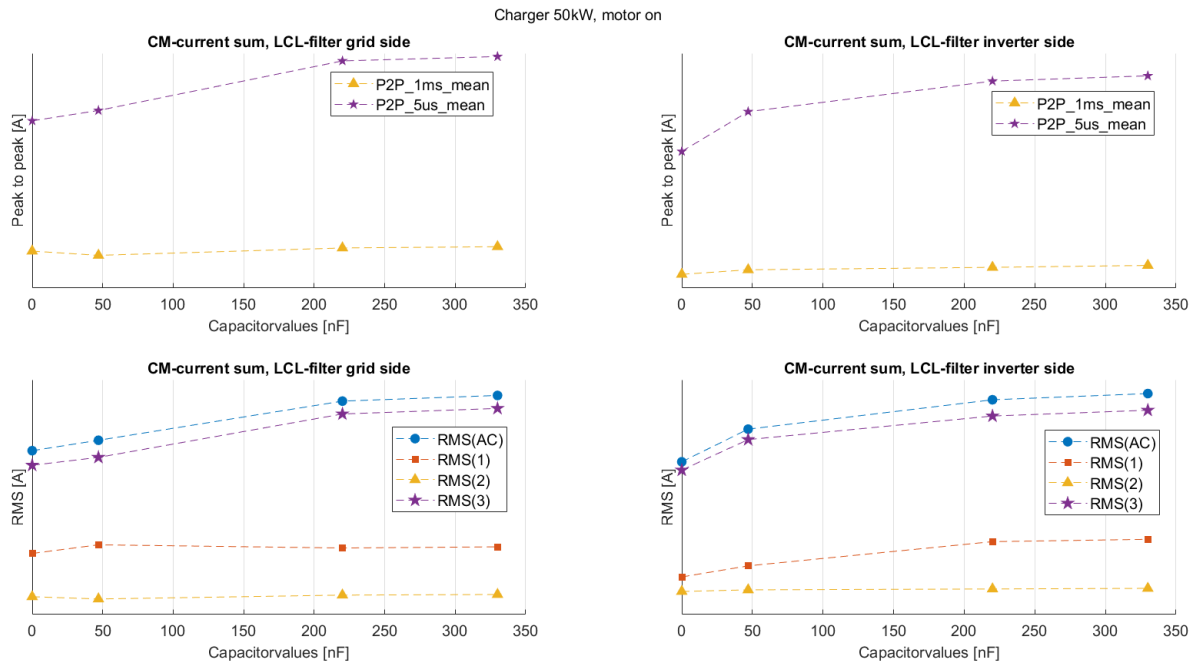 Charger 50kW, motor on
CM-current sum, LCL-filter grid side
Peak to peak [A]
P2P_1ms_mean
P2P_5us_mean
0 50 100 150 200 250 300 350
Capacitorvalues [nF]
CM-current sum, LCL-filter inverter side
Peak to peak [A]
P2P_1ms_mean
P2P_5us_mean
0 50 100 150 200 250 300 350
Capacitorvalues [nF]
CM-current sum, LCL-filter grid side
RMS [A]
RMS(AC)
RMS(1)
RMS(2)
RMS(3)
0 50 100 150 200 250 300 350
Capacitorvalues [nF]
CM-current sum, LCL-filter inverter side
RMS [A]
RMS(AC)
RMS(1)
RMS(2)
RMS(3)
0 50 100 150 200 250 300 350
Capacitorvalues [nF]